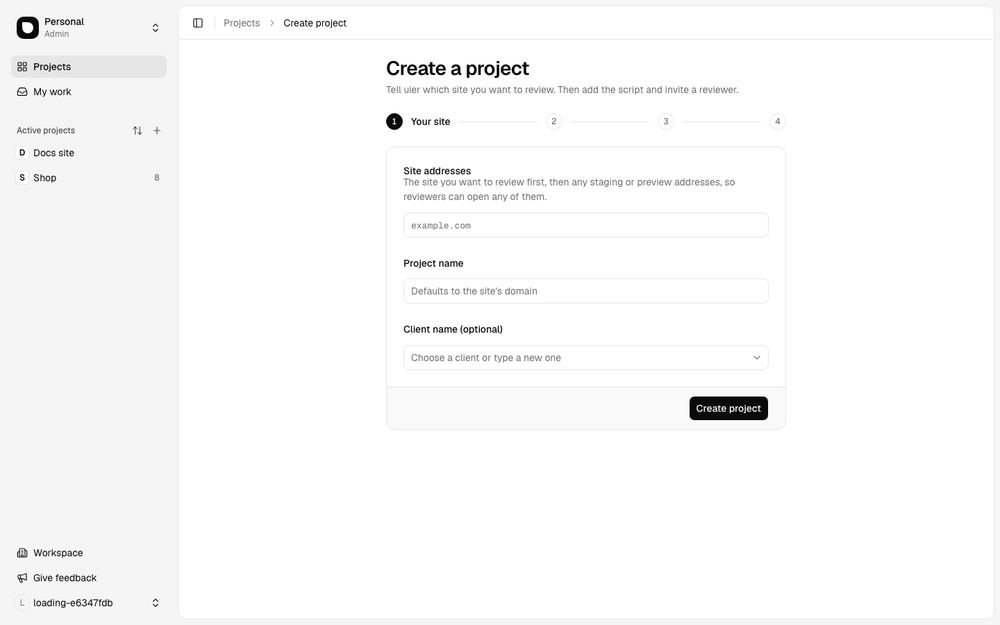 Personal
Admin
Projects
My work
Active projects
D Docs site
S Shop 8
Workspace
Give feedback
L loading-e6347fdb
Projects > Create project
Create a project
Tell uier which site you want to review. Then add the script and invite a reviewer.
1 Your site 2 3 4
Site addresses
The site you want to review first, then any staging or preview addresses, so
reviewers can open any of them.
example.com
Project name
Defaults to the site's domain
Client name (optional)
Choose a client or type a new one
Create project